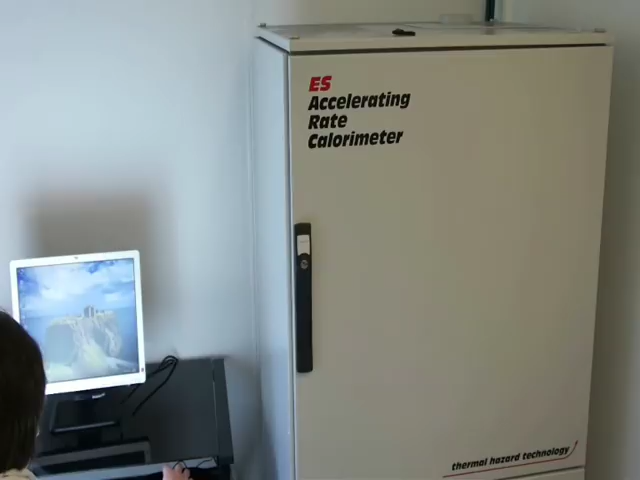 ES
Accelerating
Rate
Calorimeter
thermal hazard technology